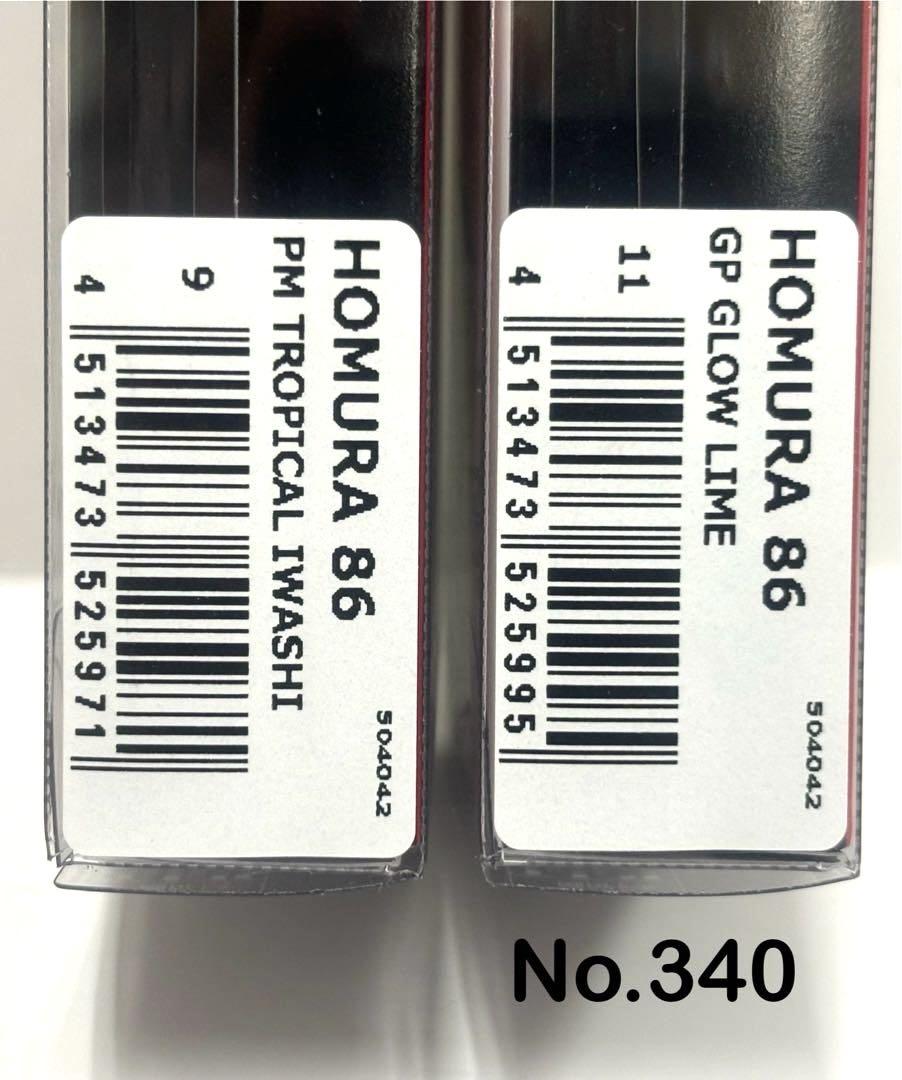 HOMURA 86
PM TROPICAL IWASHI
9
4 513473 525971
504042
HOMURA 86
GP GLOW LIME
11
4 513473 525995
504042
No.340